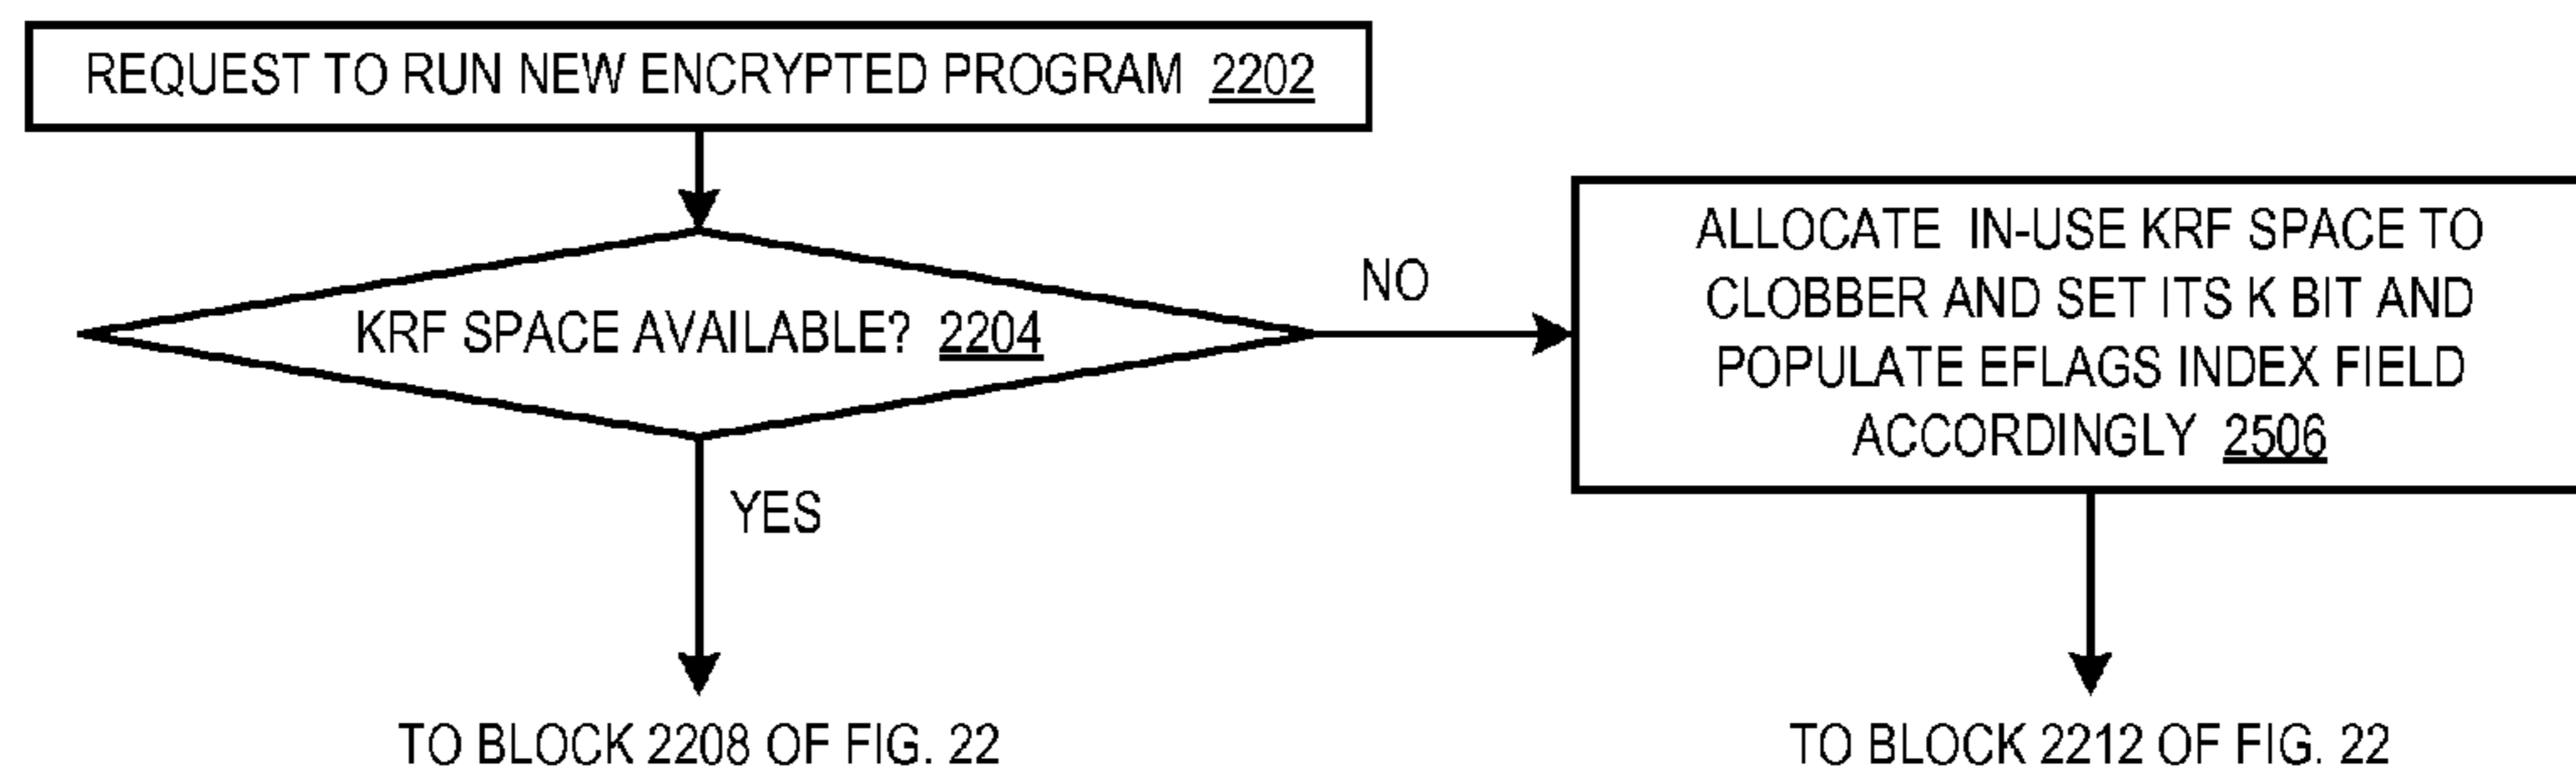 REQUEST TO RUN NEW ENCRYPTED PROGRAM 2202
KRF SPACE AVAILABLE? 2204
NO
ALLOCATE IN-USE KRF SPACE TO
CLOBBER AND SET ITS K BIT AND
POPULATE EFLAGS INDEX FIELD
ACCORDINGLY 2506
YES
TO BLOCK 2208 OF FIG. 22
TO BLOCK 2212 OF FIG. 22